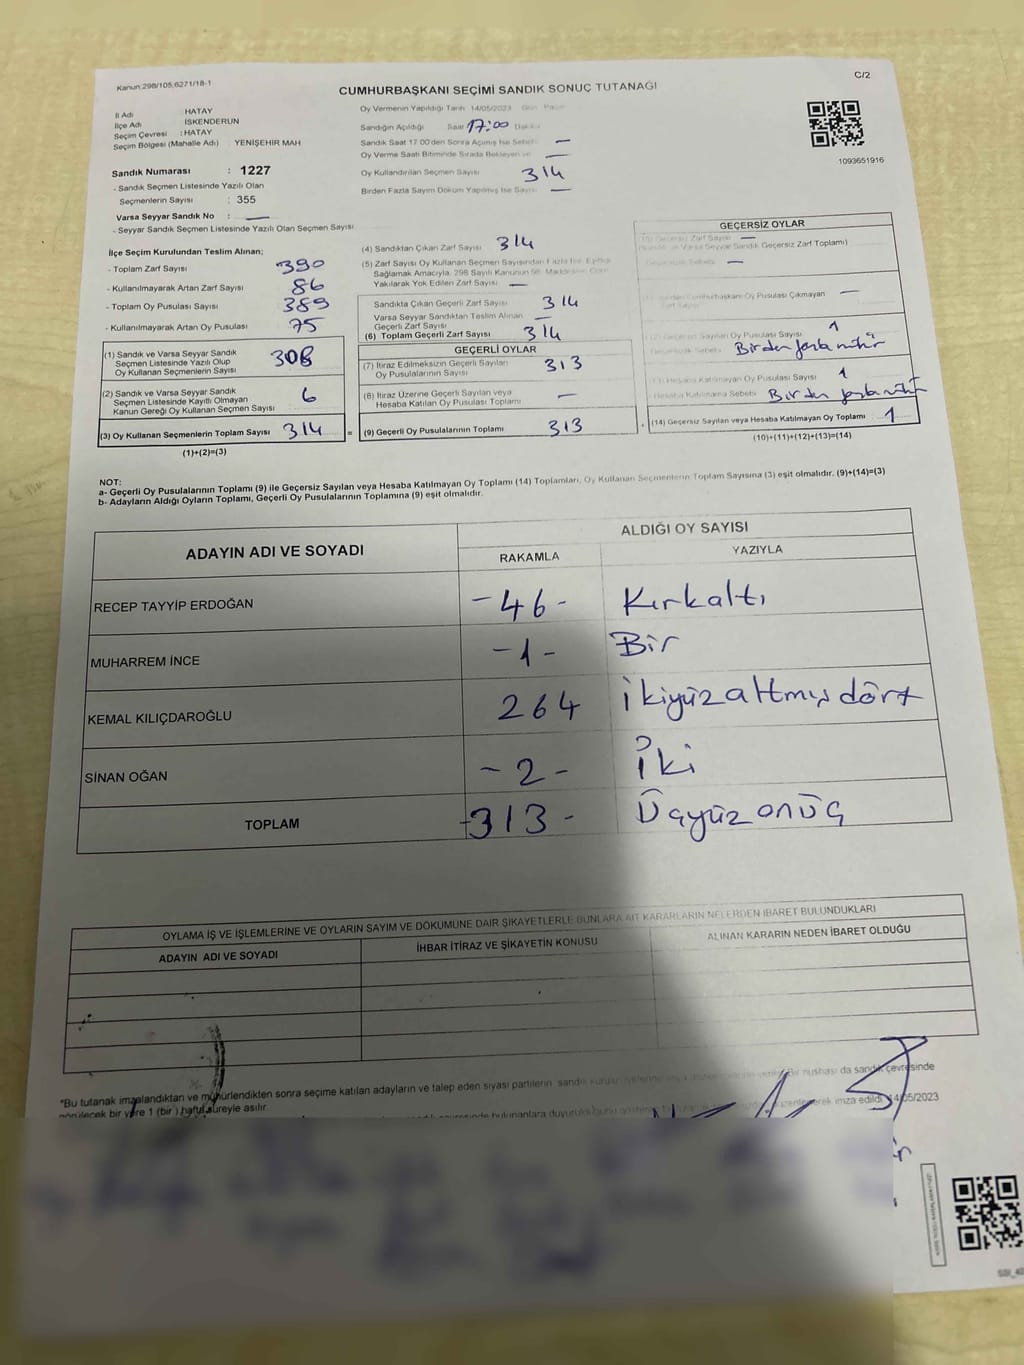 Kanun:298/105,6271/18-1
C/2
CUMHURBAŞKANI SEÇİMİ SANDIK SONUÇ TUTANAĞI
İl Adı HATAY
İlçe Adı İSKENDERUN
Seçim Çevresi : HATAY
Seçim Bölgesi (Mahalle Adı) YENİŞEHİR MAH
Sandık Numarası : 1227
- Sandık Seçmen Listesinde Yazılı Olan
Seçmenlerin Sayısı : 355
Varsa Seyyar Sandık No : —
- Seyyar Sandık Seçmen Listesinde Yazılı Olan Seçmen Sayısı
Oy Vermenin Yapıldığı Tarih 14/05/2023 Gün Pazar
Sandığın Açıldığı Saat 17:00 Dakika
Sandık Saat 17.00'den Sonra Açılmış İse Sebebi —
Oy Verme Saati Bitiminde Sırada Bekleyen —
Oy Kullandırılan Seçmen Sayısı 314
Birden Fazla Sayım Döküm Yapılmış İse Sayısı —
1093651916
İlçe Seçim Kurulundan Teslim Alınan;
- Toplam Zarf Sayısı 390
- Kullanılmayarak Artan Zarf Sayısı 86
- Toplam Oy Pusulası Sayısı 389
- Kullanılmayarak Artan Oy Pusulası 75
(1) Sandık ve Varsa Seyyar Sandık
Seçmen Listesinde Yazılı Olup
Oy Kullanan Seçmenlerin Sayısı 308
(2) Sandık ve Varsa Seyyar Sandık
Seçmen Listesinde Kayıtlı Olmayan
Kanun Gereği Oy Kullanan Seçmen Sayısı 6
(3) Oy Kullanan Seçmenlerin Toplam Sayısı 314 =
(1)+(2)=(3)
(4) Sandıktan Çıkan Zarf Sayısı 314
(5) Zarf Sayısı Oy Kullanan Seçmen Sayısından Fazla İse, Eşitliği
Sağlamak Amacıyla, 298 Sayılı Kanunun 98. Maddesine Göre
Yakılarak Yok Edilen Zarf Sayısı —
Sandıkta Çıkan Geçerli Zarf Sayısı 314
Varsa Seyyar Sandıktan Teslim Alınan
Geçerli Zarf Sayısı —
(6) Toplam Geçerli Zarf Sayısı 314
GEÇERLİ OYLAR
(7) İtiraz Edilmeksizin Geçerli Sayılan
Oy Pusulalarının Sayısı 313
(8) İtiraz Üzerine Geçerli Sayılan veya
Hesaba Katılan Oy Pusulası Toplamı —
(9) Geçerli Oy Pusulalarının Toplamı 313
GEÇERSİZ OYLAR
Geçersiz Zarf Sayısı —
ve Varsa Seyyar Sandık Geçersiz Zarf Toplamı)
Sebebi —
Cumhurbaşkanı Oy Pusulası Çıkmayan —
Sayılan Oy Pusulası Sayısı 1
Sebebi Birden fazla mühür
Hesaba Katılmayan Oy Pusulası Sayısı 1
Hesaba Katılmama Sebebi Birden fazla mühür
(14) Geçersiz Sayılan veya Hesaba Katılmayan Oy Toplamı 1
(10)+(11)+(12)+(13)=(14)
NOT:
a- Geçerli Oy Pusulalarının Toplamı (9) ile Geçersiz Sayılan veya Hesaba Katılmayan Oy Toplamı (14) Toplamları, Oy Kullanan Seçmenlerin Toplam Sayısına (3) eşit olmalıdır. (9)+(14)=(3)
b- Adayların Aldığı Oyların Toplamı, Geçerli Oy Pusulalarının Toplamına (9) eşit olmalıdır.
ADAYIN ADI VE SOYADI
ALDIĞI OY SAYISI
RAKAMLA YAZIYLA
RECEP TAYYİP ERDOĞAN -46- Kırkaltı
MUHARREM İNCE -1- Bir
KEMAL KILIÇDAROĞLU 264 İkiyüzaltmışdört
SİNAN OĞAN -2- İki
TOPLAM -313- Üçyüzonüç
OYLAMA İŞ VE İŞLEMLERİNE VE OYLARIN SAYIM VE DÖKÜMÜNE DAİR ŞİKAYETLERLE BUNLARA AİT KARARLARIN NELERDEN İBARET BULUNDUKLARI
ADAYIN ADI VE SOYADI İHBAR İTİRAZ VE ŞİKAYETİN KONUSU ALINAN KARARIN NEDEN İBARET OLDUĞU
*Bu tutanak imzalandıktan ve mühürlendikten sonra seçime katılan adayların ve talep eden siyasi partilerin sandık Bir nüshası da sandık çevresinde
görülecek bir yere 1 (bir) hafta süreyle asılır imza edildi 14/05/2023